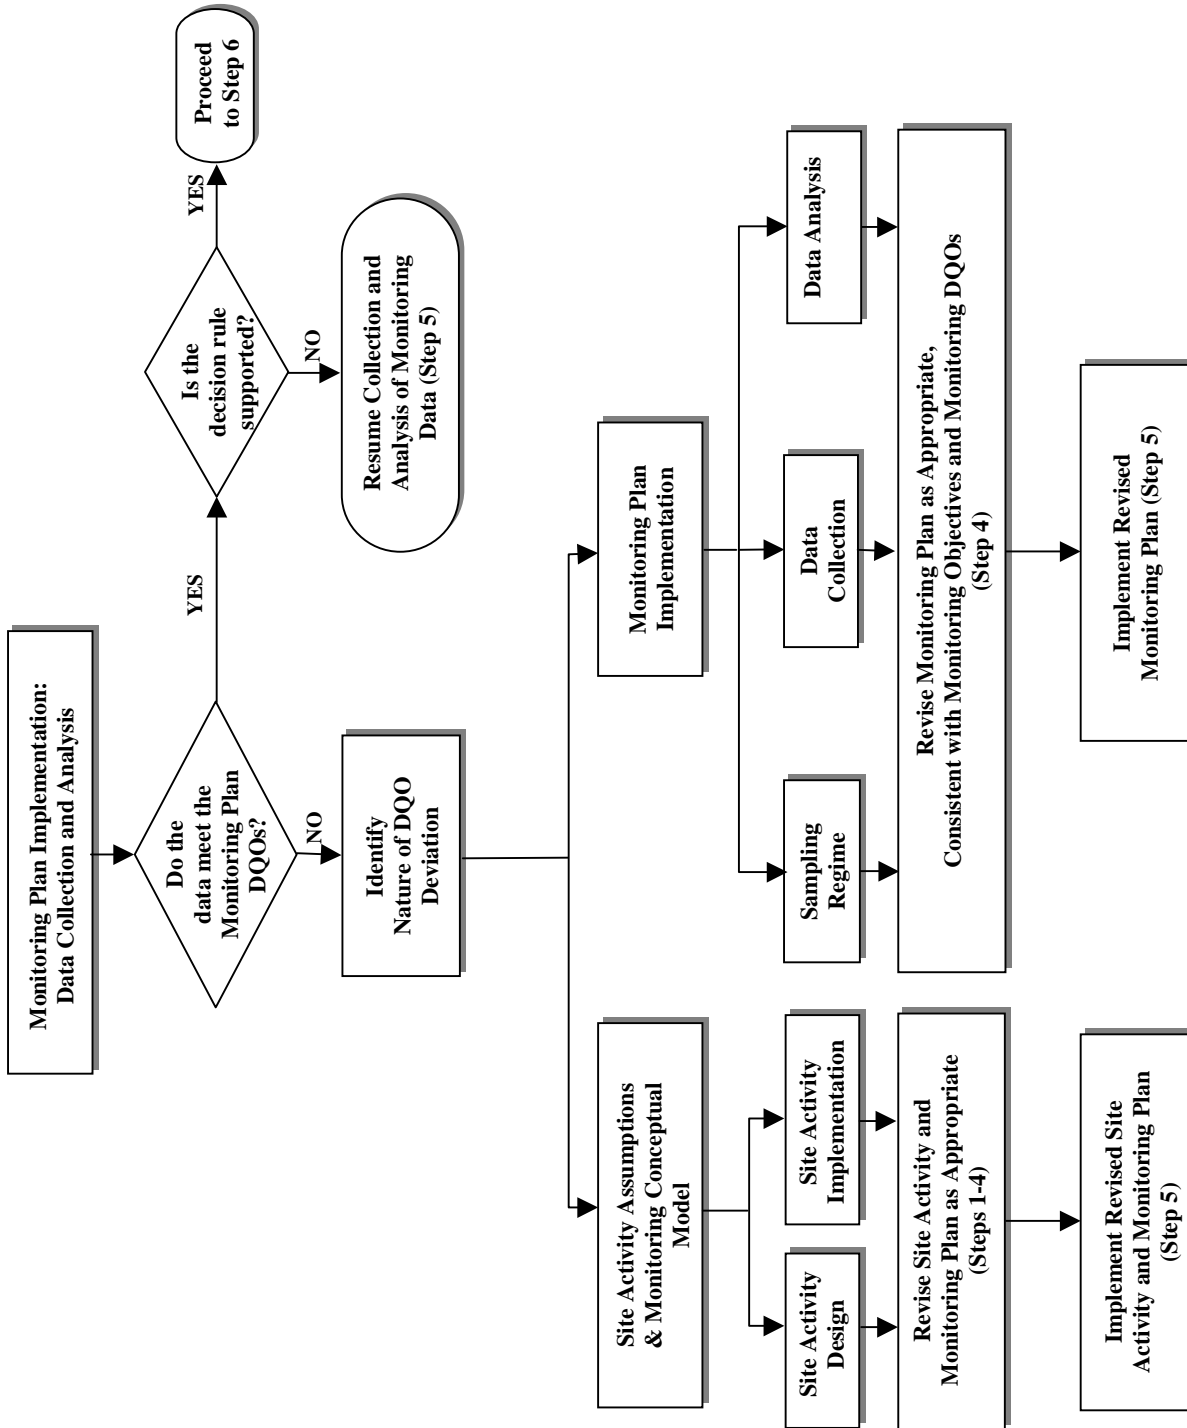 Monitoring Plan Implementation:
Data Collection and Analysis
Do the
data meet the
Monitoring Plan
DQOs?
YES
Is the
decision rule
supported?
YES
Proceed
to Step 6
NO
Resume Collection and
Analysis of Monitoring
Data (Step 5)
NO
Identify
Nature of DQO
Deviation
Site Activity Assumptions
& Monitoring Conceptual
Model
Monitoring Plan
Implementation
Site Activity
Design
Site Activity
Implementation
Sampling
Regime
Data
Collection
Data Analysis
Revise Site Activity and
Monitoring Plan as Appropriate
(Steps 1-4)
Revise Monitoring Plan as Appropriate,
Consistent with Monitoring Objectives and Monitoring DQOs
(Step 4)
Implement Revised Site
Activity and Monitoring Plan
(Step 5)
Implement Revised
Monitoring Plan (Step 5)